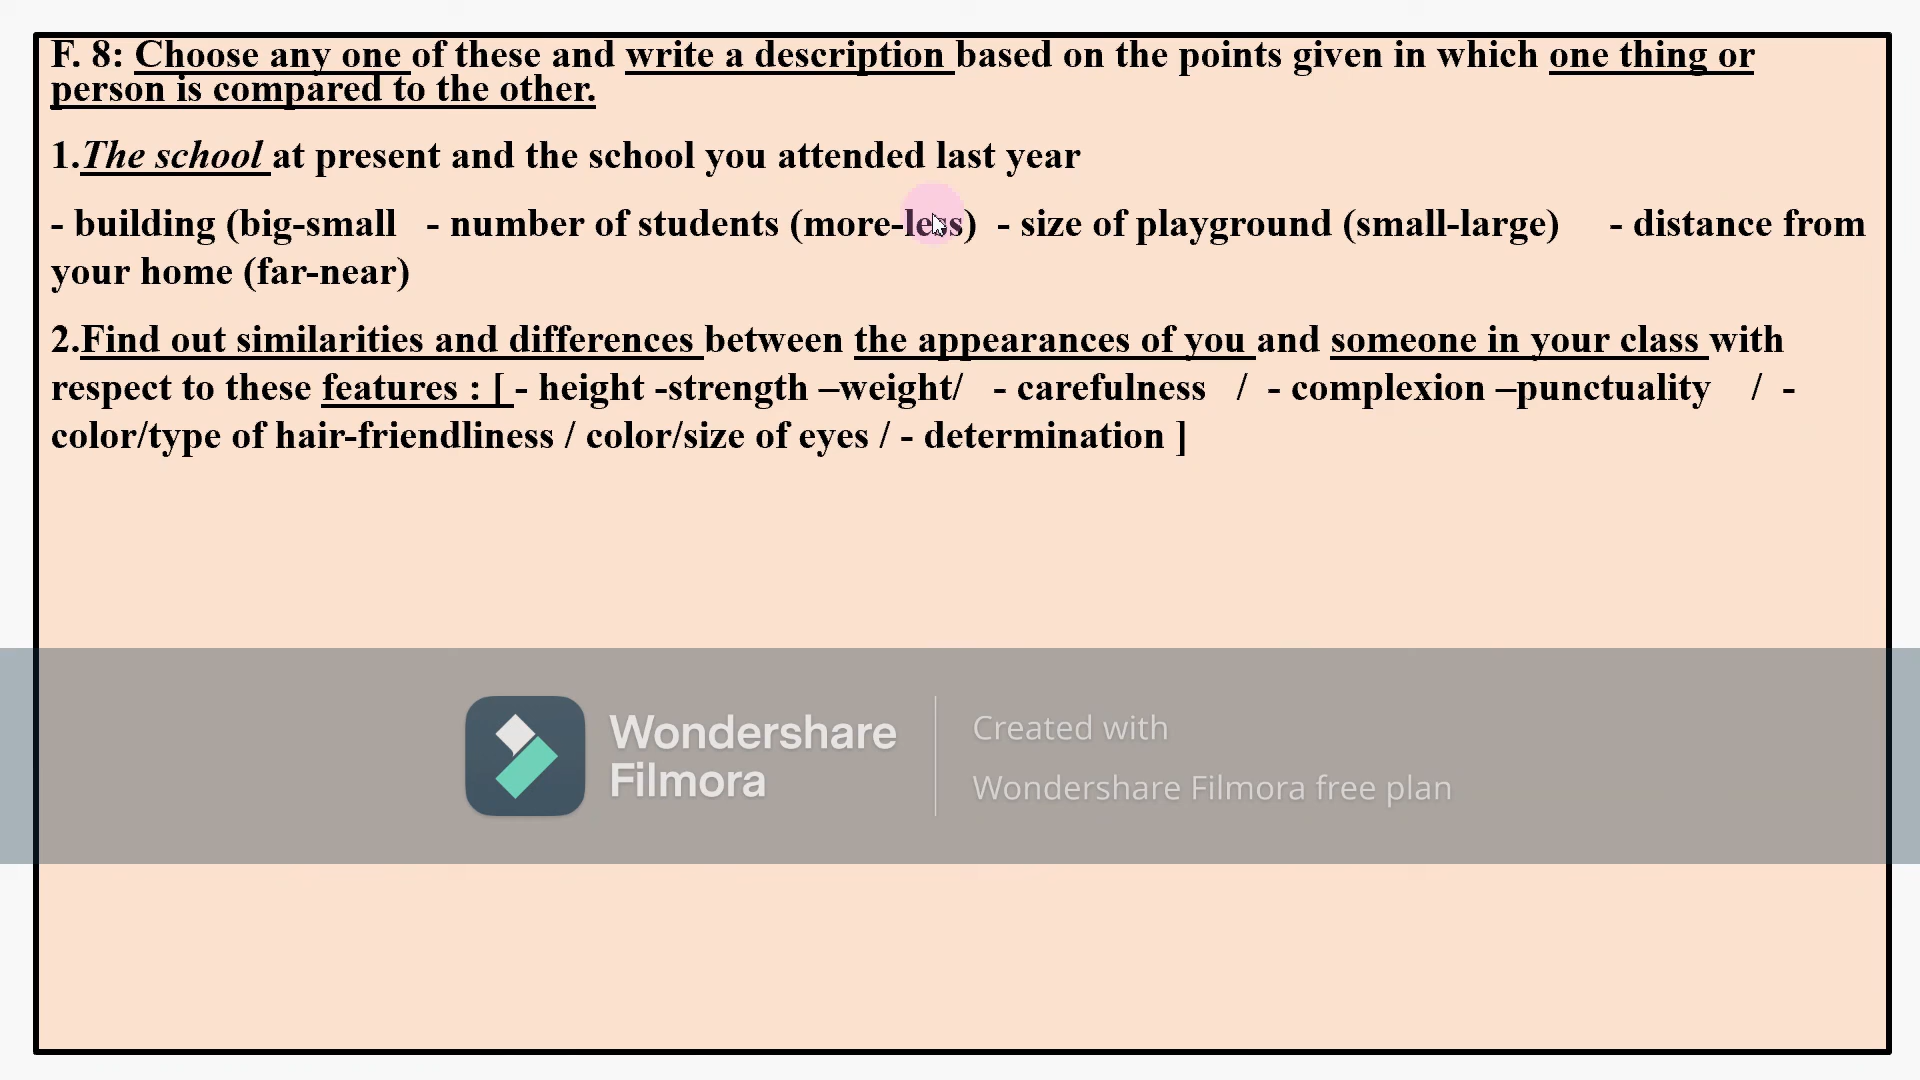 F. 8: Choose any one of these and write a description based on the points given in which one thing or
person is compared to the other.
1.The school at present and the school you attended last year
- building (big-small - number of students (more-less) - size of playground (small-large) - distance from
your home (far-near)
2.Find out similarities and differences between the appearances of you and someone in your class with
respect to these features : [ - height -strength –weight/ - carefulness / - complexion –punctuality / -
color/type of hair-friendliness / color/size of eyes / - determination ]
Wondershare
Filmora
Created with
Wondershare Filmora free plan